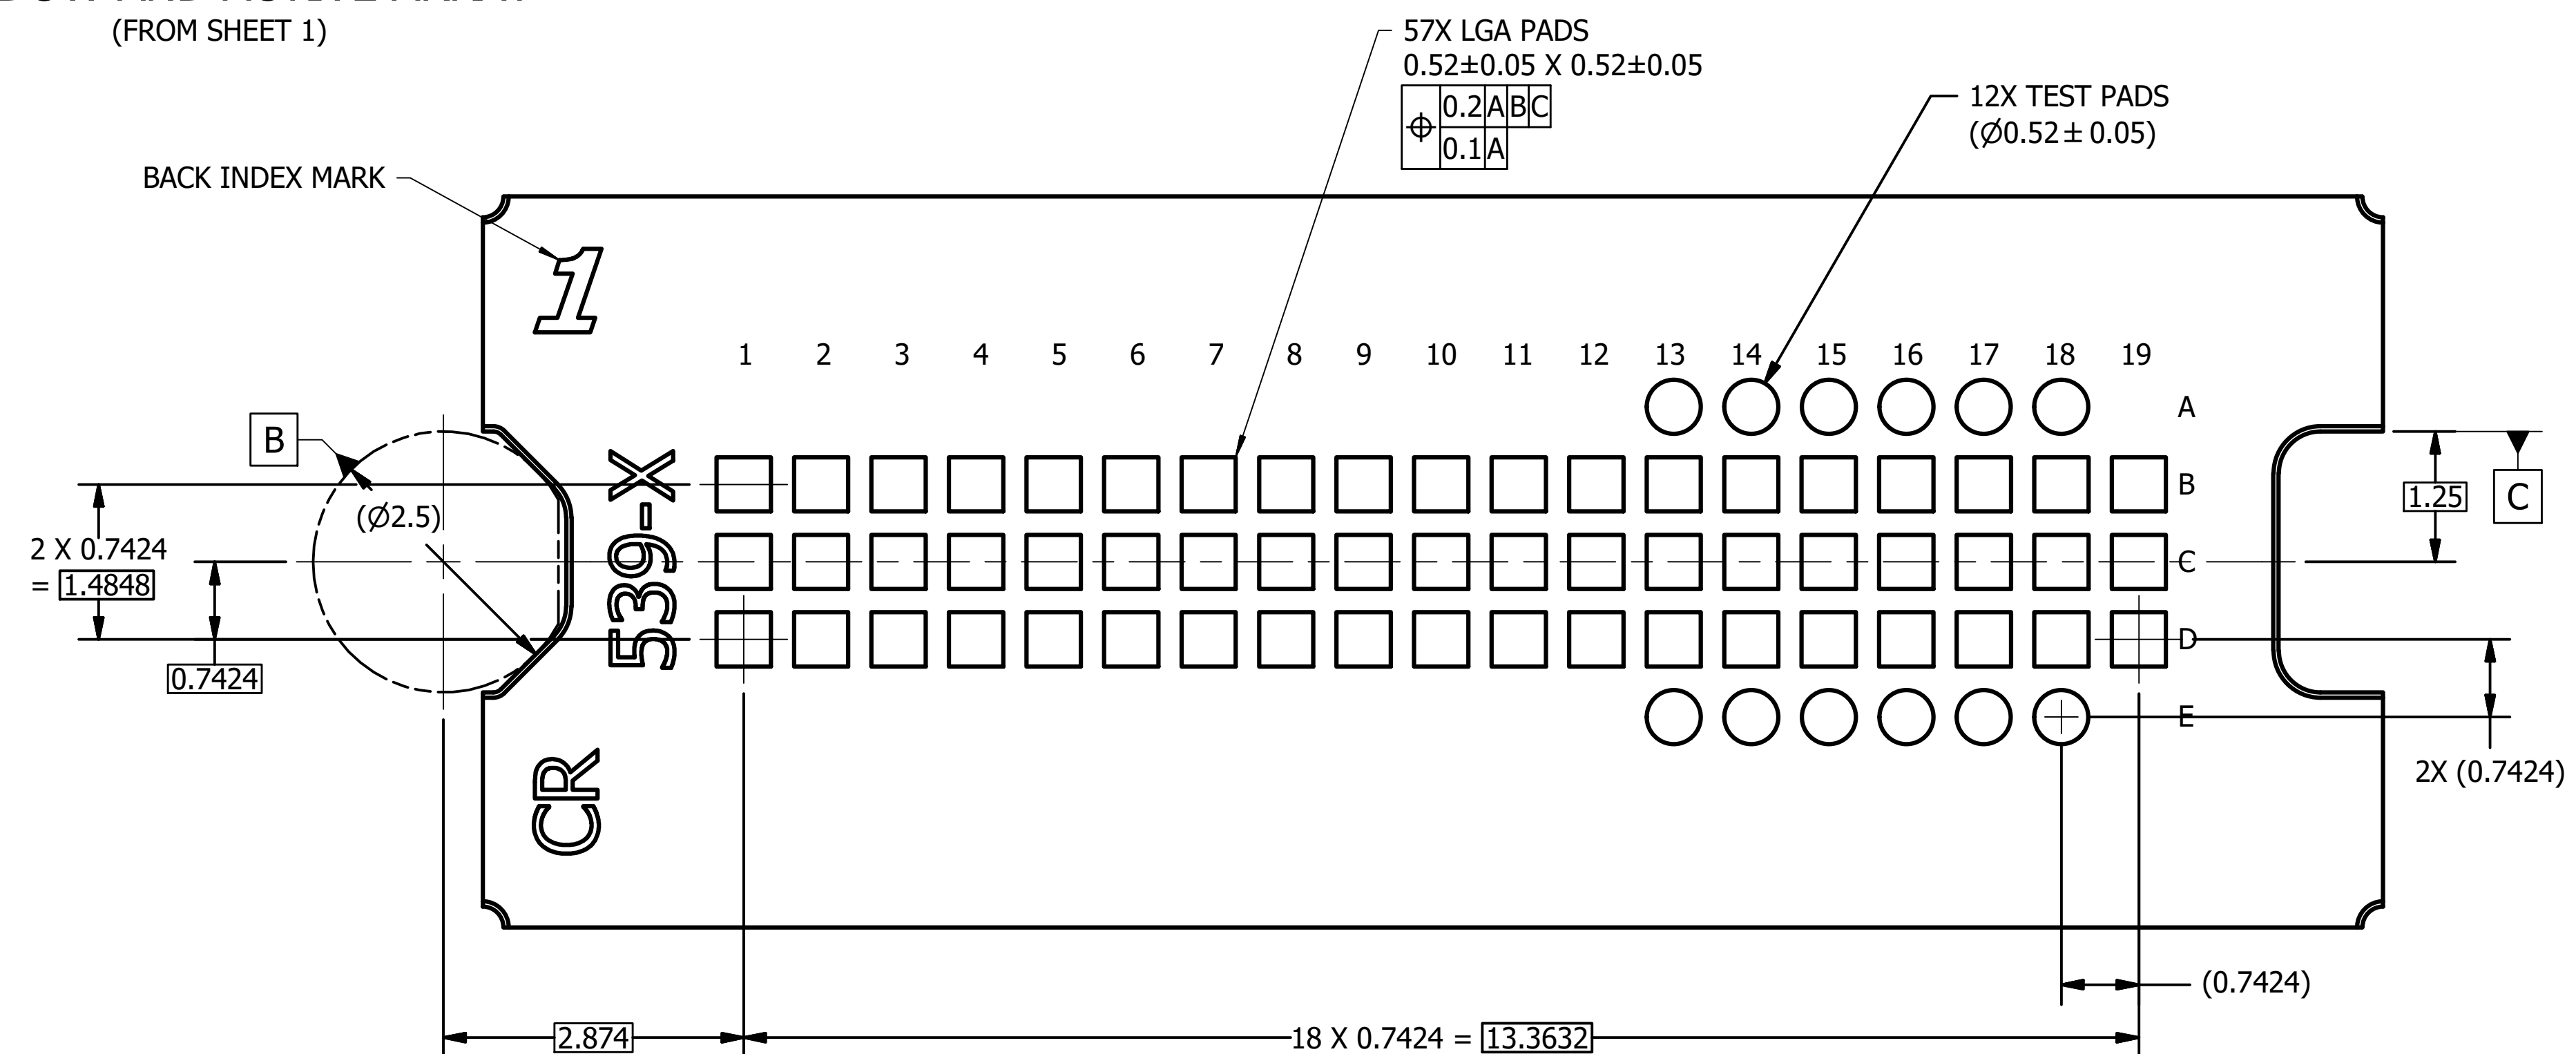 (FROM SHEET 1)
57X LGA PADS
0.52±0.05 X 0.52±0.05
⌖ 0.2 A B C
0.1 A
12X TEST PADS
(Ø0.52± 0.05)
BACK INDEX MARK
1
1 2 3 4 5 6 7 8 9 10 11 12 13 14 15 16 17 18 19
A
B
B
C
D
E
(Ø2.5)
2 X 0.7424
= 1.4848
0.7424
539-X
CR
1.25
C
2X (0.7424)
(0.7424)
2.874
18 X 0.7424 = 13.3632